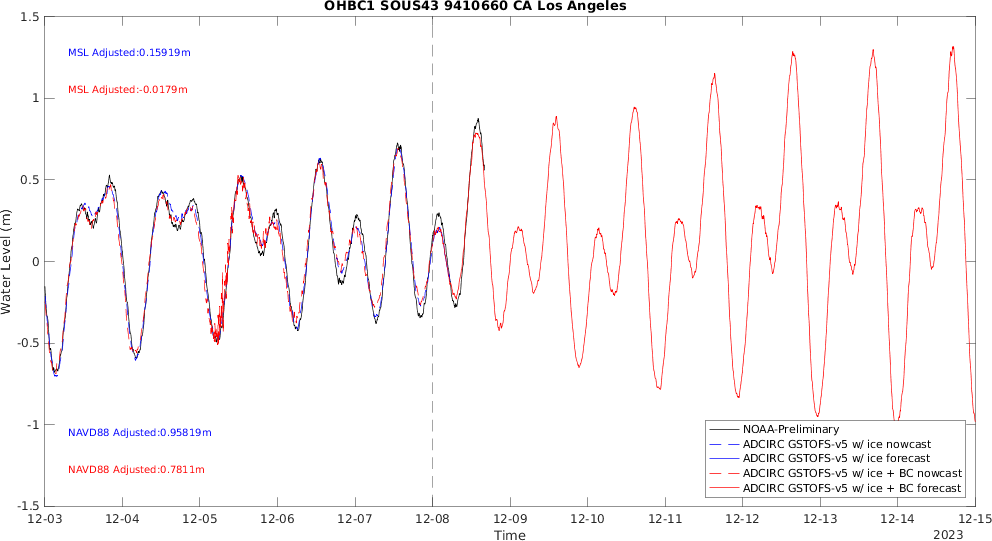 OHBC1 SOUS43 9410660 CA Los Angeles
1.5
MSL Adjusted:0.15919m
1
MSL Adjusted:-0.0179m
0.5
Water Level (m)
0
-0.5
-1
NAVD88 Adjusted:0.95819m
NAVD88 Adjusted:0.7811m
-1.5
NOAA-Preliminary
ADCIRC GSTOFS-v5 w/ ice nowcast
ADCIRC GSTOFS-v5 w/ ice forecast
ADCIRC GSTOFS-v5 w/ ice + BC nowcast
ADCIRC GSTOFS-v5 w/ ice + BC forecast
12-03 12-04 12-05 12-06 12-07 12-08 12-09 12-10 12-11 12-12 12-13 12-14 12-15
Time
2023